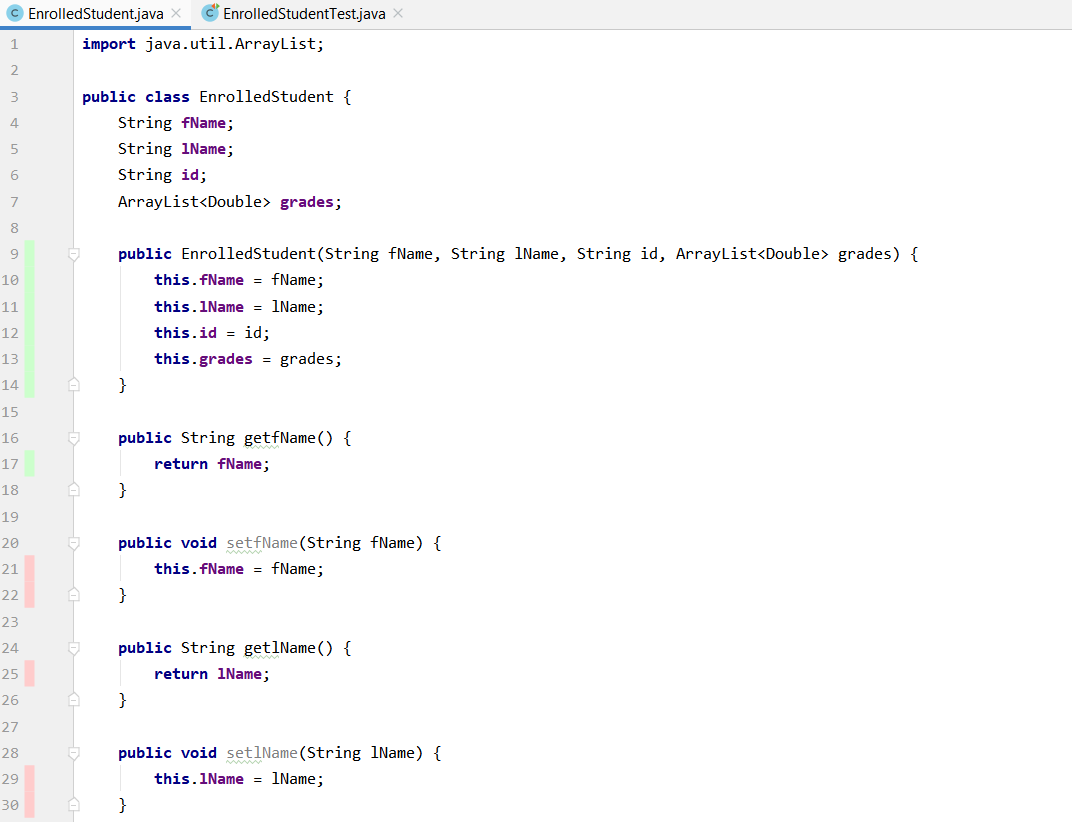 EnrolledStudent.java EnrolledStudentTest.java
1 import java.util.ArrayList;
2
3 public class EnrolledStudent {
4 String fName;
5 String lName;
6 String id;
7 ArrayList<Double> grades;
8
9 public EnrolledStudent(String fName, String lName, String id, ArrayList<Double> grades) {
10 this.fName = fName;
11 this.lName = lName;
12 this.id = id;
13 this.grades = grades;
14 }
15
16 public String getfName() {
17 return fName;
18 }
19
20 public void setfName(String fName) {
21 this.fName = fName;
22 }
23
24 public String getlName() {
25 return lName;
26 }
27
28 public void setlName(String lName) {
29 this.lName = lName;
30 }